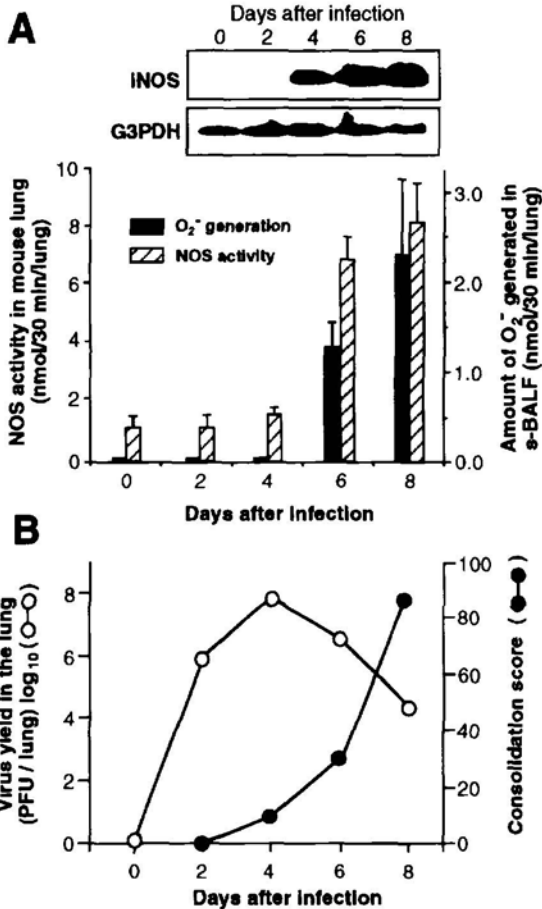 A
Days after infection
0 2 4 6 8
iNOS
G3PDH
NOS activity in mouse lung
(nmol/30 min/lung)
10
8
6
4
2
0
O₂⁻ generation
NOS activity
3.0
2.0
1.0
0.0
Amount of O₂⁻ generated in
s-BALF (nmol/30 min/lung)
0 2 4 6 8
Days after infection
B
Virus yield in the lung
(PFU / lung) log₁₀ (O-O)
8
6
4
2
0
100
80
60
40
20
0
Consolidation score (●-●)
0 2 4 6 8
Days after infection